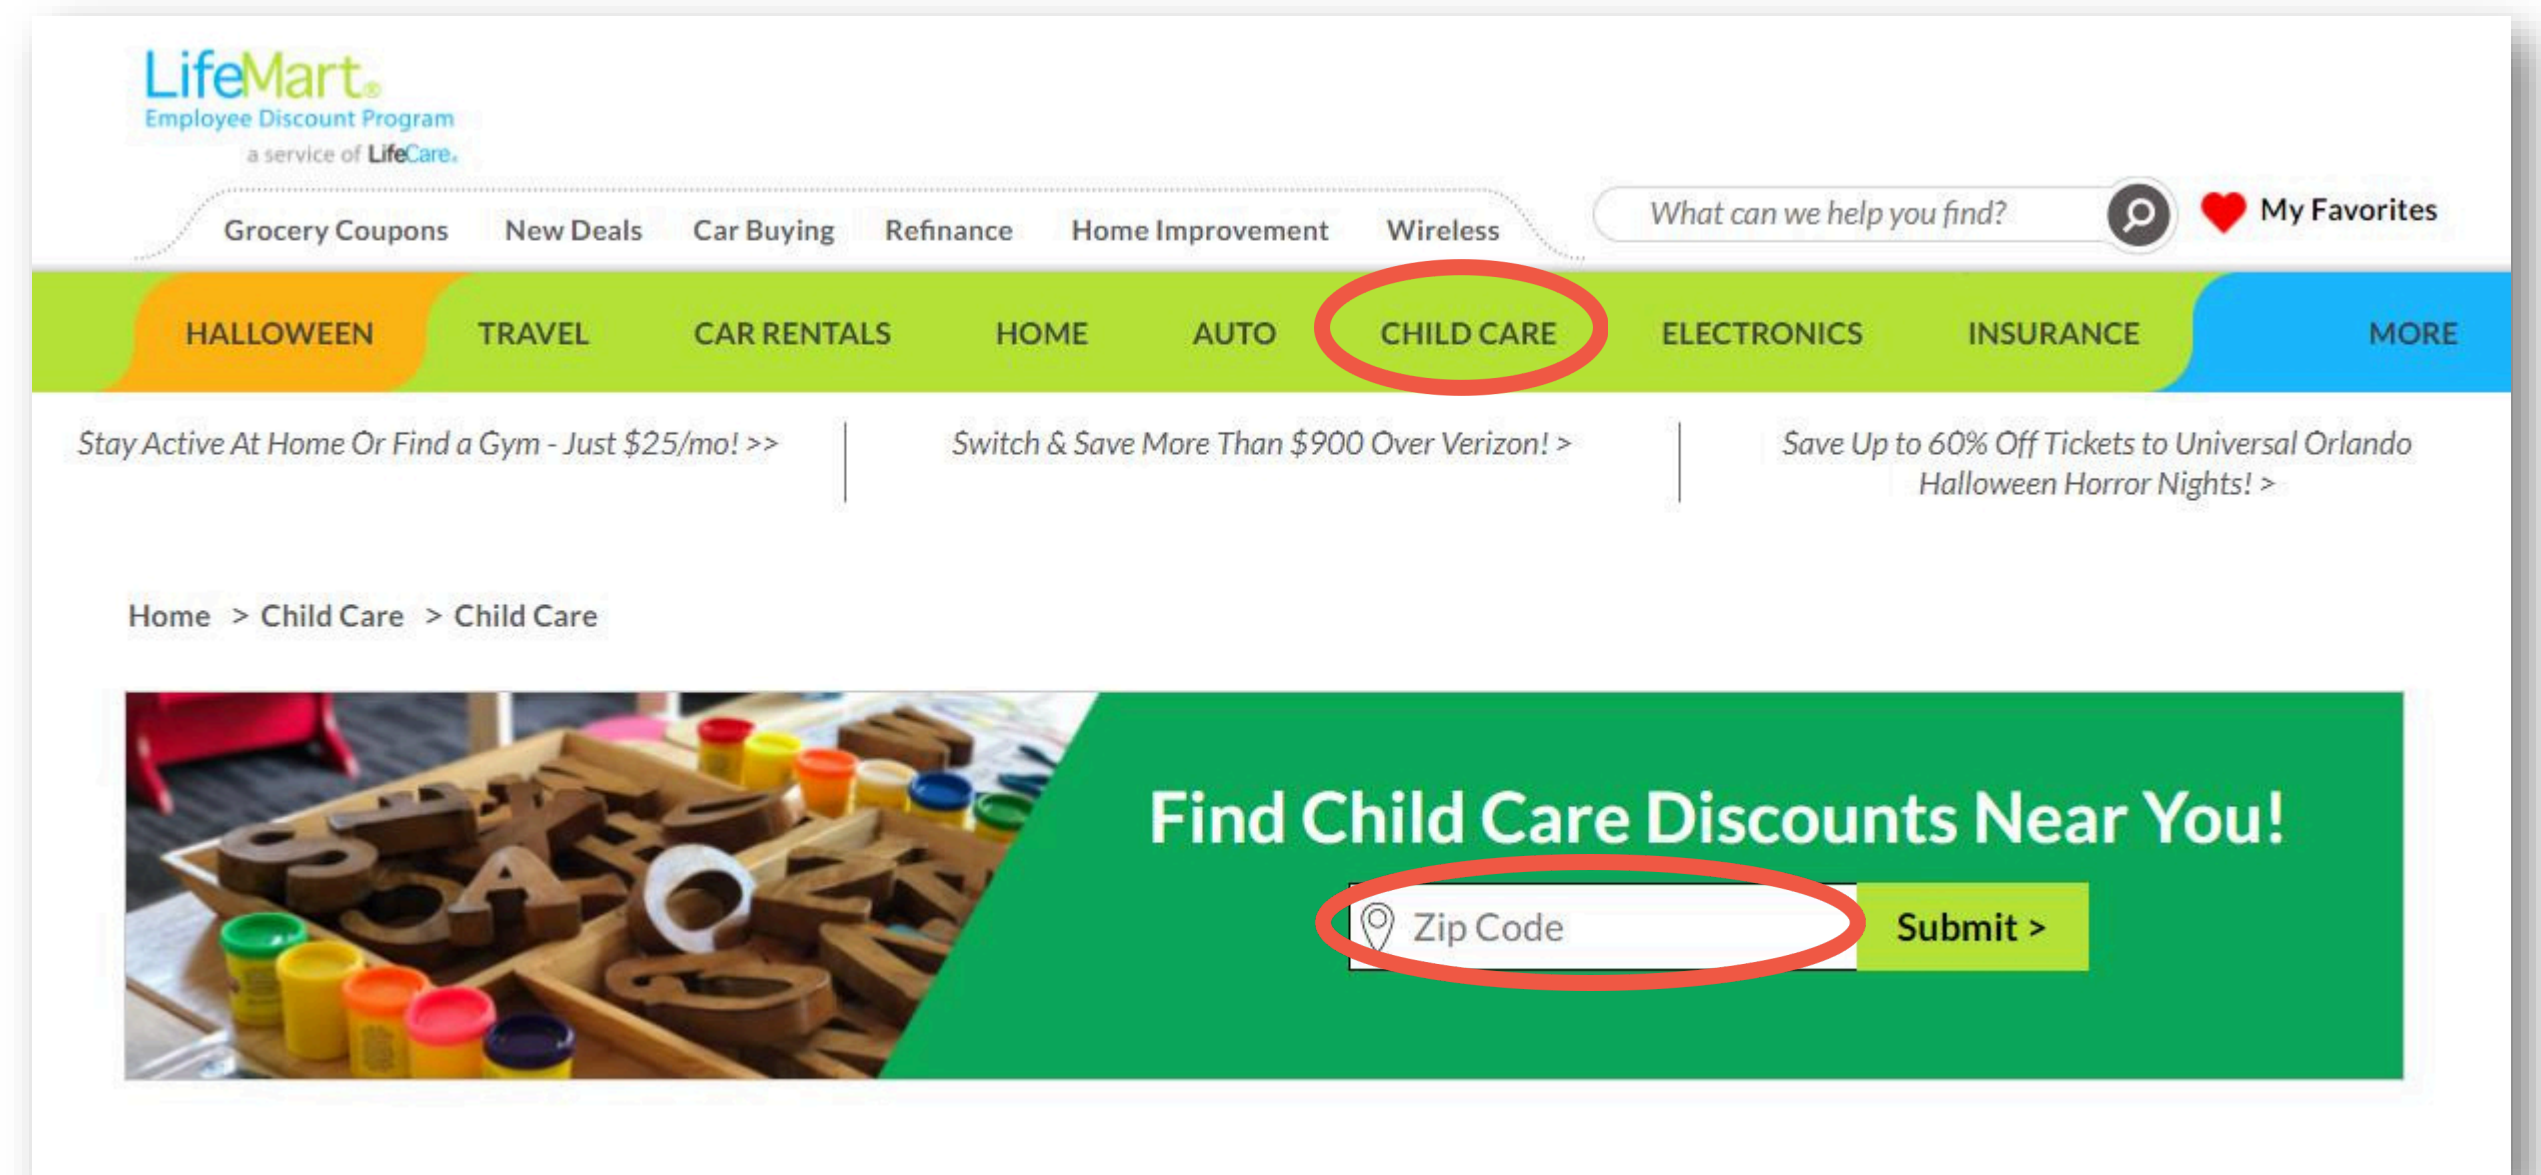 LifeMart®
Employee Discount Program
a service of LifeCare®
Grocery Coupons New Deals Car Buying Refinance Home Improvement Wireless
What can we help you find?
My Favorites
HALLOWEEN TRAVEL CAR RENTALS HOME AUTO CHILD CARE ELECTRONICS INSURANCE MORE
Stay Active At Home Or Find a Gym - Just $25/mo! >>
Switch & Save More Than $900 Over Verizon! >
Save Up to 60% Off Tickets to Universal Orlando
Halloween Horror Nights! >
Home > Child Care > Child Care
Find Child Care Discounts Near You!
Zip Code
Submit >